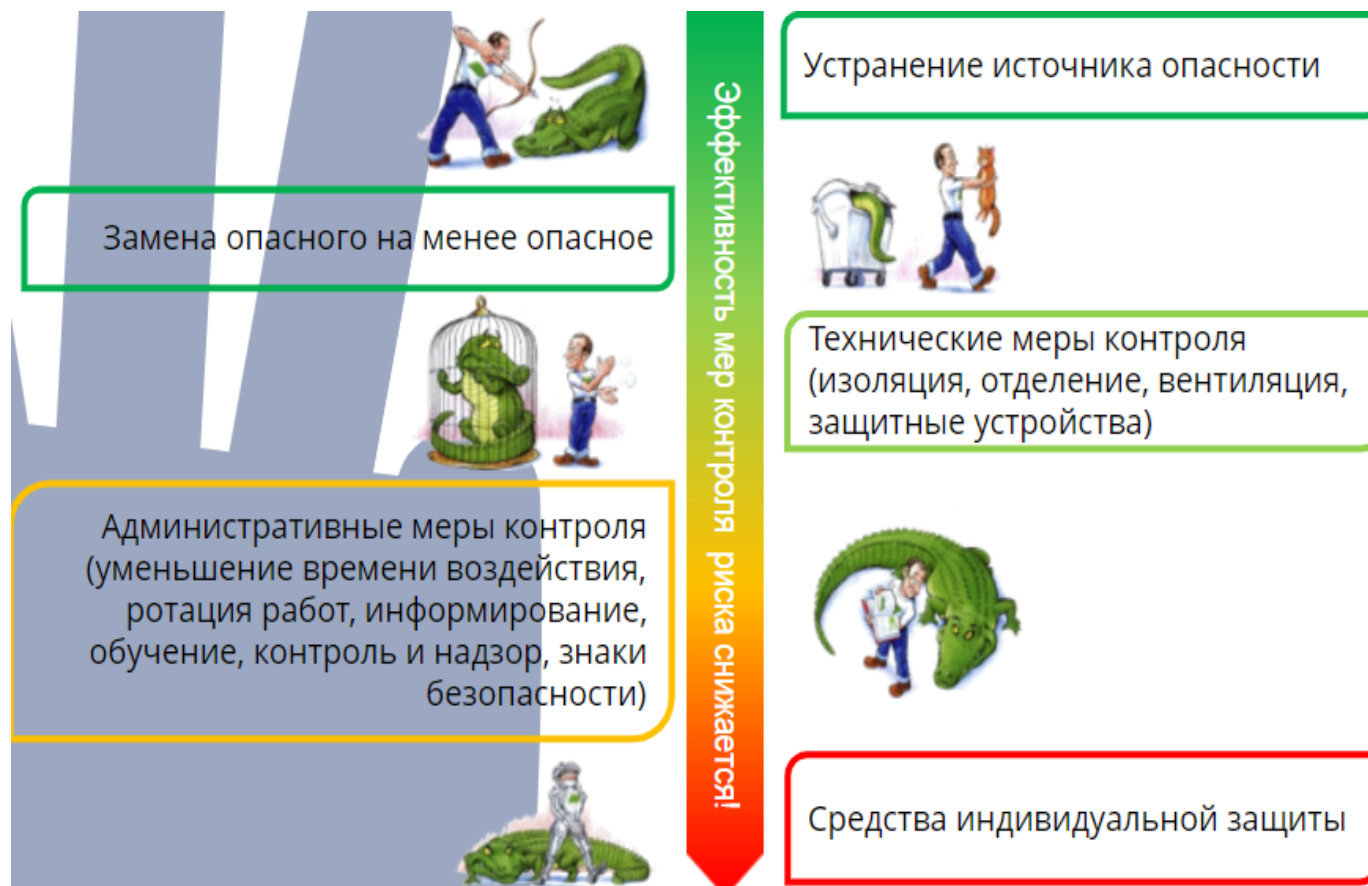 Устранение источника опасности
Замена опасного на менее опасное
Технические меры контроля
(изоляция, отделение, вентиляция,
защитные устройства)
Административные меры контроля
(уменьшение времени воздействия,
ротация работ, информирование,
обучение, контроль и надзор, знаки
безопасности)
Средства индивидуальной защиты
Эффективность мер контроля риска снижается!